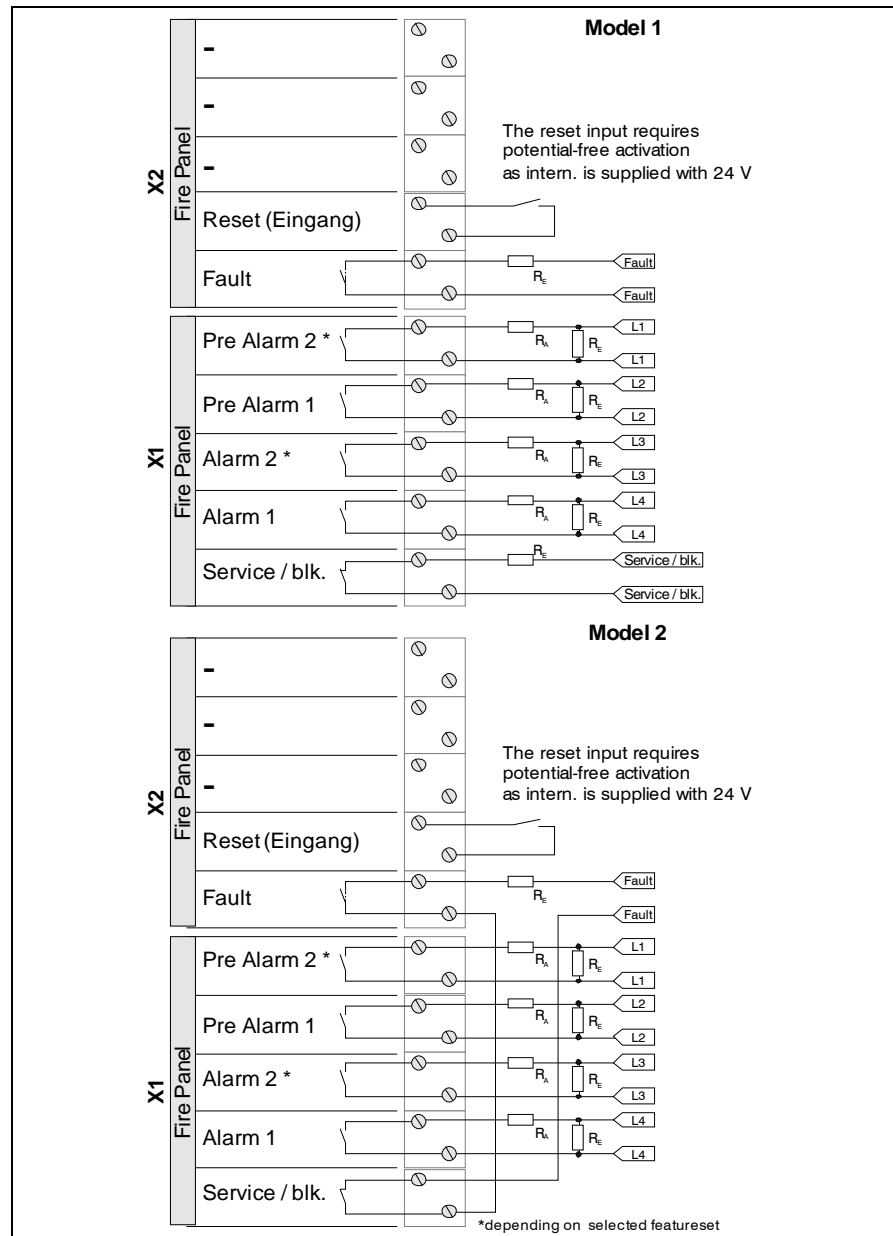 Model 1
X2
Fire Panel
-
-
-
The reset input requires
potential-free activation
as intern. is supplied with 24 V
Reset (Eingang)
Fault
R_E
Fault
Fault
X1
Fire Panel
Pre Alarm 2 *
R_A
R_E
L1
L1
Pre Alarm 1
R_A
R_E
L2
L2
Alarm 2 *
R_A
R_E
L3
L3
Alarm 1
R_A
R_E
L4
L4
Service / blk.
R_E
Service / blk.
Service / blk.
Model 2
X2
Fire Panel
-
-
-
The reset input requires
potential-free activation
as intern. is supplied with 24 V
Reset (Eingang)
Fault
R_E
Fault
Fault
X1
Fire Panel
Pre Alarm 2 *
R_A
R_E
L1
L1
Pre Alarm 1
R_A
R_E
L2
L2
Alarm 2 *
R_A
R_E
L3
L3
Alarm 1
R_A
R_E
L4
L4
Service / blk.
*depending on selected featureset